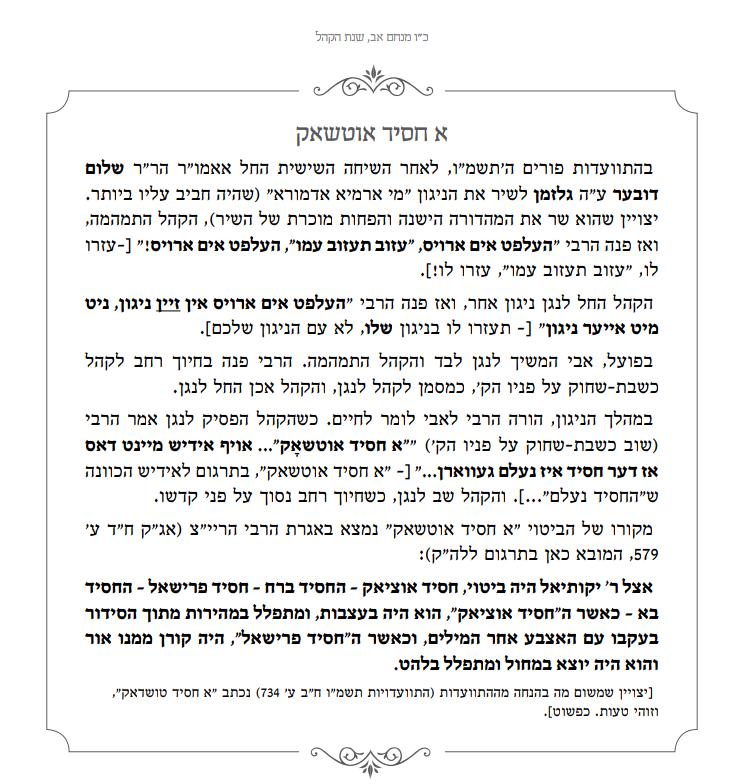 כ"ו מנחם אב, שנת הקהל
א חסיד אוטשאק
בהתוועדות פורים ה'תשמ"ו, לאחר השיחה השישית החל אאמו"ר הר"ר שלום
דובער ע"ה גלזמן לשיר את הניגון "מי ארמיא אדמורא" (שהיה חביב עליו ביותר.
יצויין שהוא שר את המהדורה הישנה והפחות מוכרת של השיר), הקהל התמהמה,
ואז פנה הרבי "העלפט אים ארויס, "עזוב תעזוב עמו", העלפט אים ארויס!" [-עזרו
לו, "עזוב תעזוב עמו", עזרו לו!].
הקהל החל לנגן ניגון אחר, ואז פנה הרבי "העלפט אים ארויס אין זיין ניגון, ניט
מיט אייער ניגון" [- תעזרו לו בניגון שלו, לא עם הניגון שלכם].
בפועל, אבי המשיך לנגן לבד והקהל התמהמה. הרבי פנה בחיוך רחב לקהל
כשבת-שחוק על פניו הק', כמסמן לקהל לנגן, והקהל אכן החל לנגן.
במהלך הניגון, הורה הרבי לאבי לומר לחיים. כשהקהל הפסיק לנגן אמר הרבי
(שוב כשבת-שחוק על פניו הק') ""א חסיד אוטשאָק"... אויף אידיש מיינט דאס
אז דער חסיד איז נעלם געווארן..." [- "א חסיד אוטשאק", בתרגום לאידיש הכוונה
ש"החסיד נעלם"...]. והקהל שב לנגן, כשחיוך רחב נסוך על פני קדשו.
מקורו של הביטוי "א חסיד אוטשאק" נמצא באגרת הרבי הריי"צ (אג"ק ח"ד ע'
579, המובא כאן בתרגום ללה"ק):
אצל ר' יקותיאל היה ביטוי, חסיד אוציאק – החסיד ברח – חסיד פרישאל – החסיד
בא – כאשר ה"חסיד אוציאק", הוא היה בעצבות, ומתפלל במהירות מתוך הסידור
בעקבו עם האצבע אחר המילים, וכאשר ה"חסיד פרישאל", היה קורן ממנו אור
והוא היה יוצא במחול ומתפלל בלהט.
[יצויין שמשום מה בהנחה מההתוועדות (התוועדויות תשמ"ו ח"ב ע' 734) נכתב "א חסיד טושדאק",
וזוהי טעות. כפשוט].